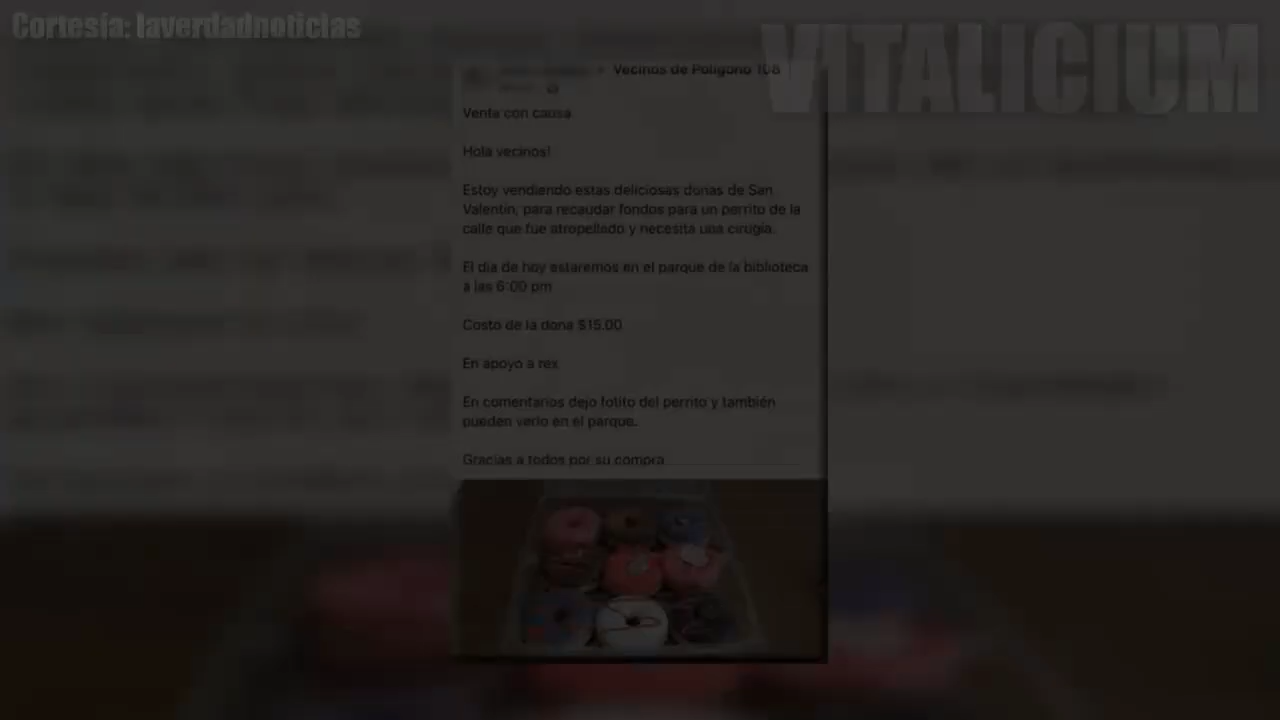 Cortesía: laverdadnoticias
VITALICIUM
Vecinos de Polígono 108
Venta con causa
Hola vecinos!
Estoy vendiendo estas deliciosas donas de San
Valentín, para recaudar fondos para un perrito de la
calle que fue atropellado y necesita una cirugía.
El día de hoy estaremos en el parque de la biblioteca
a las 6:00 pm
Costo de la dona $15.00
En apoyo a rex
En comentarios dejo fotito del perrito y también
pueden verlo en el parque.
Gracias a todos por su compra